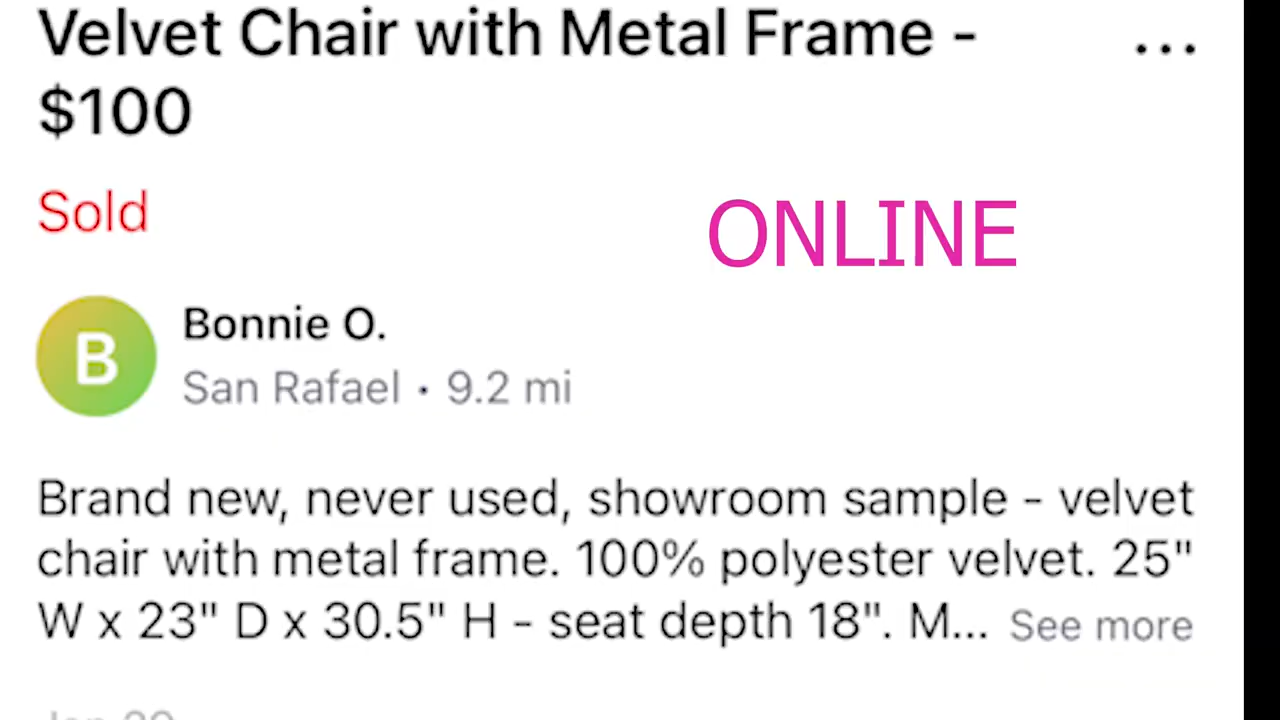 Velvet Chair with Metal Frame -
$100
...
Sold
ONLINE
B
Bonnie O.
San Rafael · 9.2 mi
Brand new, never used, showroom sample - velvet
chair with metal frame. 100% polyester velvet. 25"
W x 23" D x 30.5" H - seat depth 18". M... See more